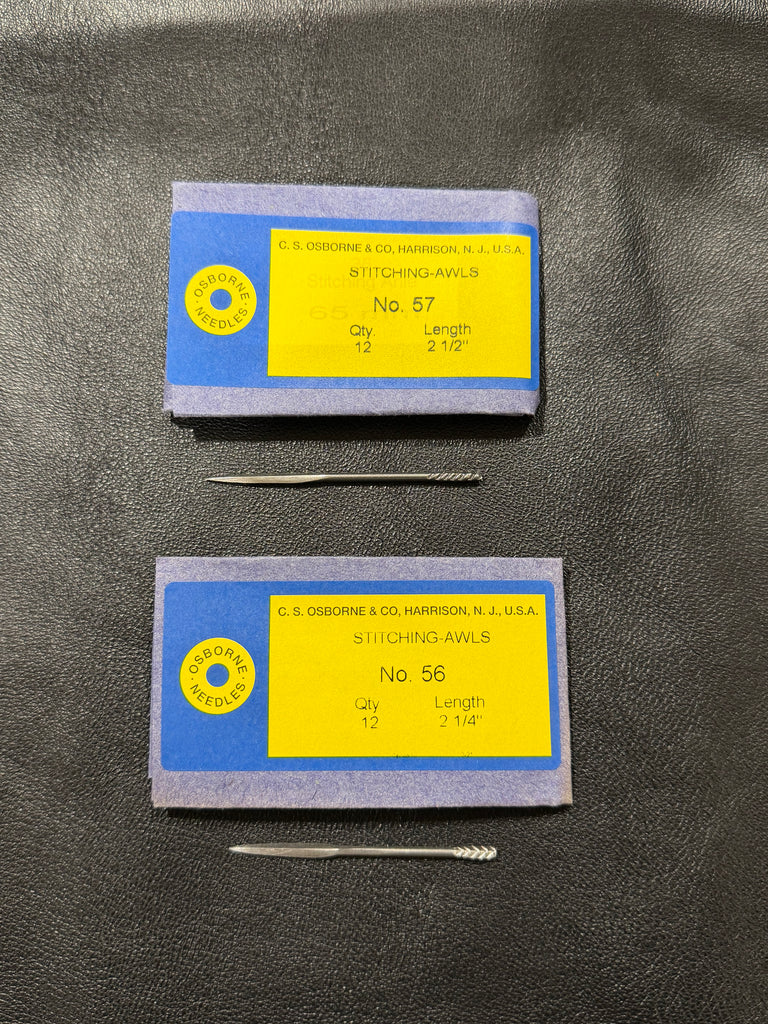 C. S. OSBORNE & CO, HARRISON, N. J., U.S.A.
STITCHING-AWLS
No. 57
Qty. Length
12 2 1/2"
· OSBORNE ·
NEEDLES
C. S. OSBORNE & CO, HARRISON, N. J., U.S.A.
STITCHING-AWLS
No. 56
Qty Length
12 2 1/4"
· OSBORNE ·
NEEDLES